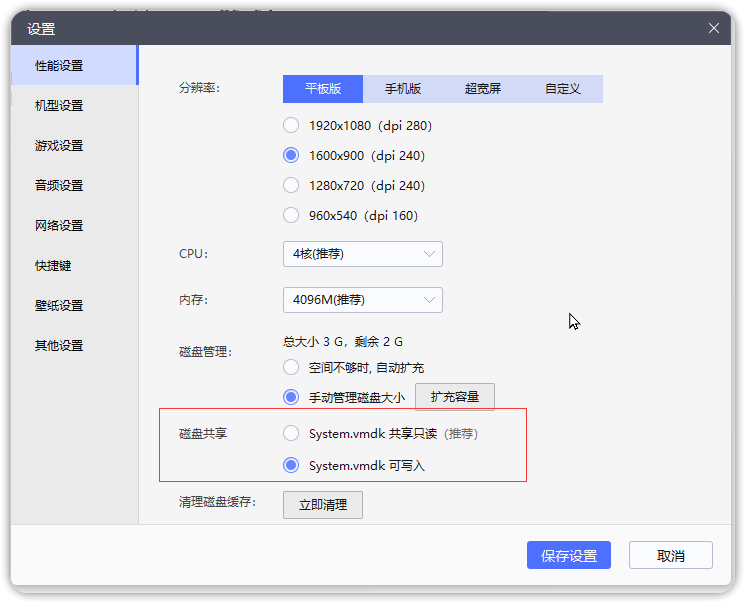 设置
性能设置
机型设置
游戏设置
音频设置
网络设置
快捷键
壁纸设置
其他设置
分辨率：
平板版 手机版 超宽屏 自定义
1920x1080（dpi 280）
1600x900（dpi 240）
1280x720（dpi 240）
960x540（dpi 160）
CPU：
4核(推荐)
内存：
4096M(推荐)
磁盘管理：
总大小 3 G，剩余 2 G
空间不够时, 自动扩充
手动管理磁盘大小 扩充容量
磁盘共享
System.vmdk 共享只读（推荐）
System.vmdk 可写入
清理磁盘缓存： 立即清理
保存设置 取消